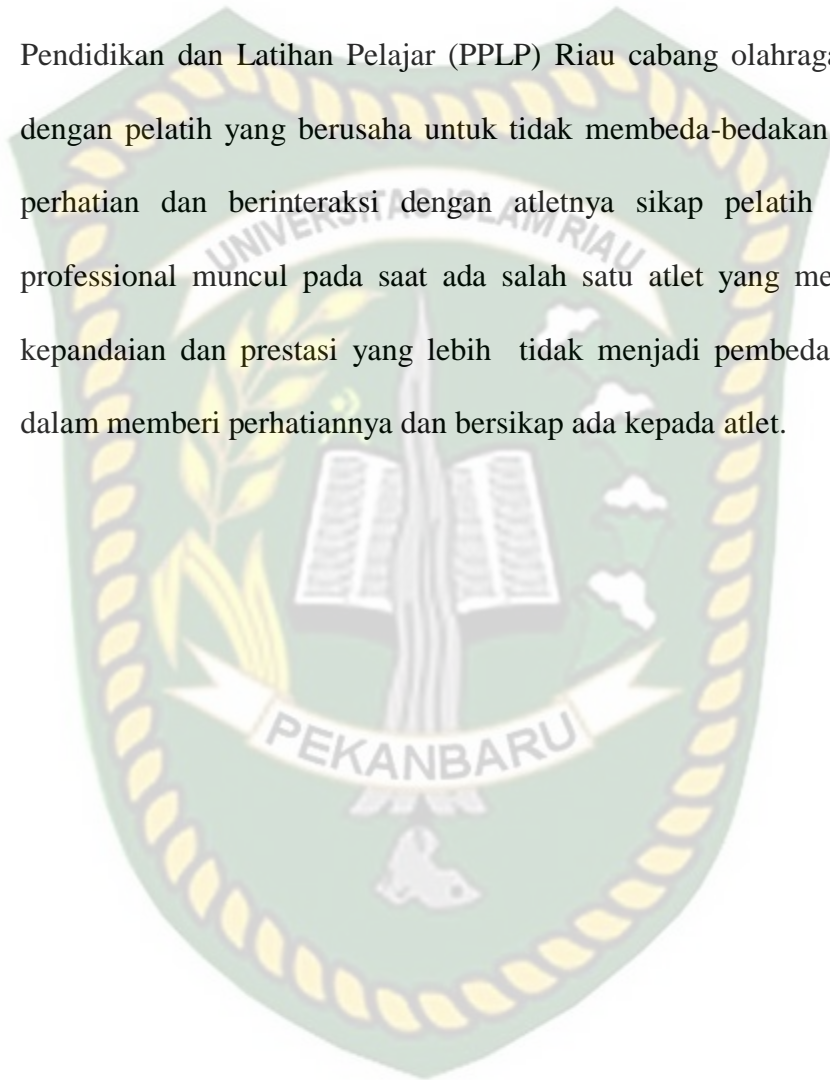 Pendidikan dan Latihan Pelajar (PPLP) Riau cabang olahraga
dengan pelatih yang berusaha untuk tidak membeda-bedakan
perhatian dan berinteraksi dengan atletnya sikap pelatih
professional muncul pada saat ada salah satu atlet yang me
kepandaian dan prestasi yang lebih tidak menjadi pembeda
dalam memberi perhatiannya dan bersikap ada kepada atlet.
UNIVERSITAS ISLAM RIAU
PEKANBARU